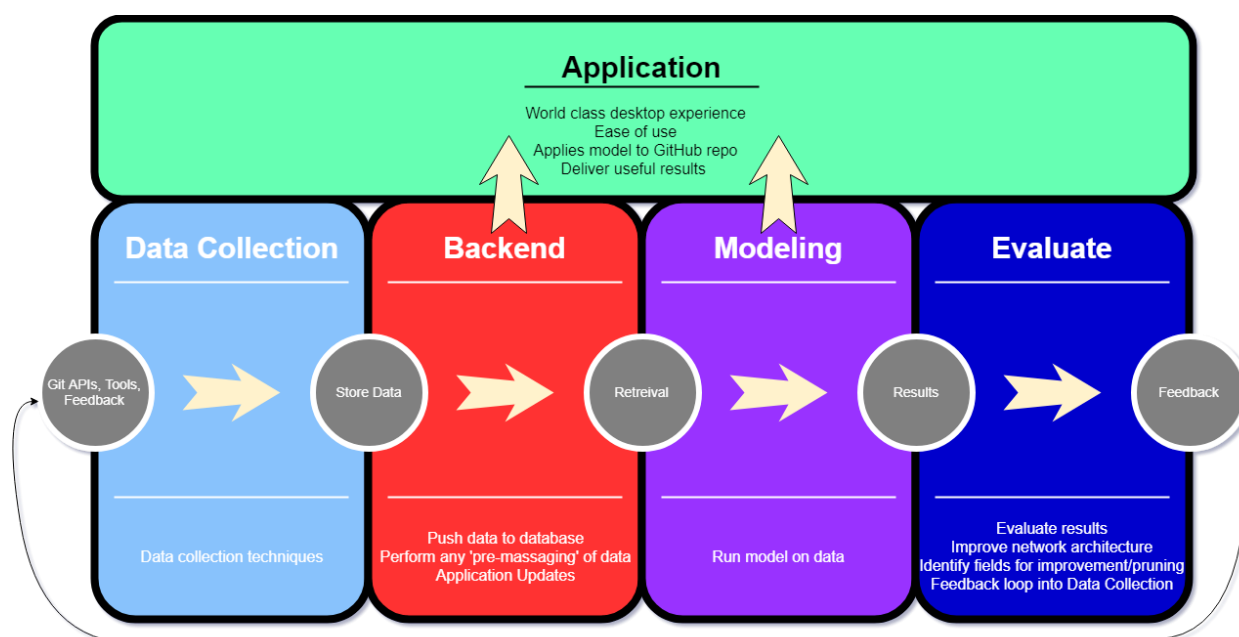 Application
World class desktop experience
Ease of use
Applies model to GitHub repo
Deliver useful results
Data Collection
Backend
Modeling
Evaluate
Git APIs, Tools,
Feedback
Store Data
Retreival
Results
Feedback
Data collection techniques
Push data to database
Perform any 'pre-massaging' of data
Application Updates
Run model on data
Evaluate results
Improve network architecture
Identify fields for improvement/pruning
Feedback loop into Data Collection